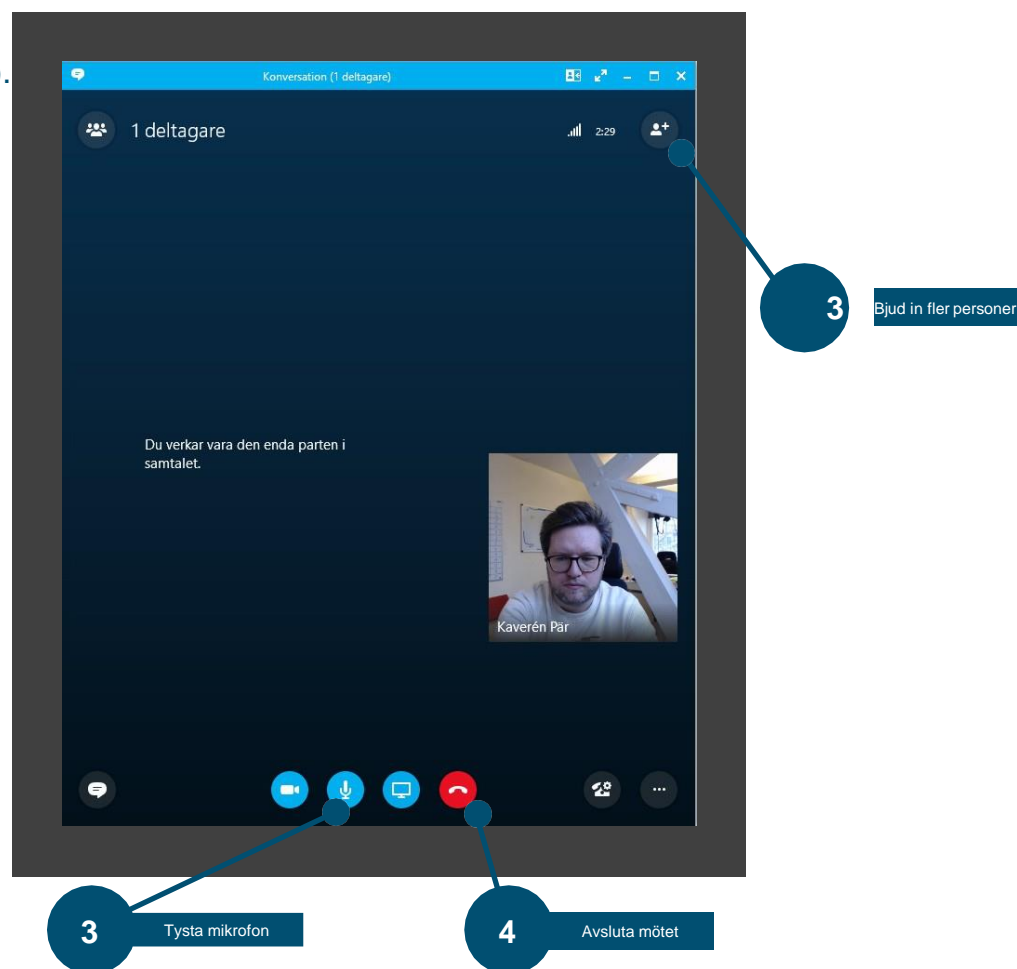 .
Konversation (1 deltagare)
1 deltagare
2:29
3
Bjud in fler personer
Du verkar vara den enda parten i
samtalet.
Kaverén Pär
3
Tysta mikrofon
4
Avsluta mötet